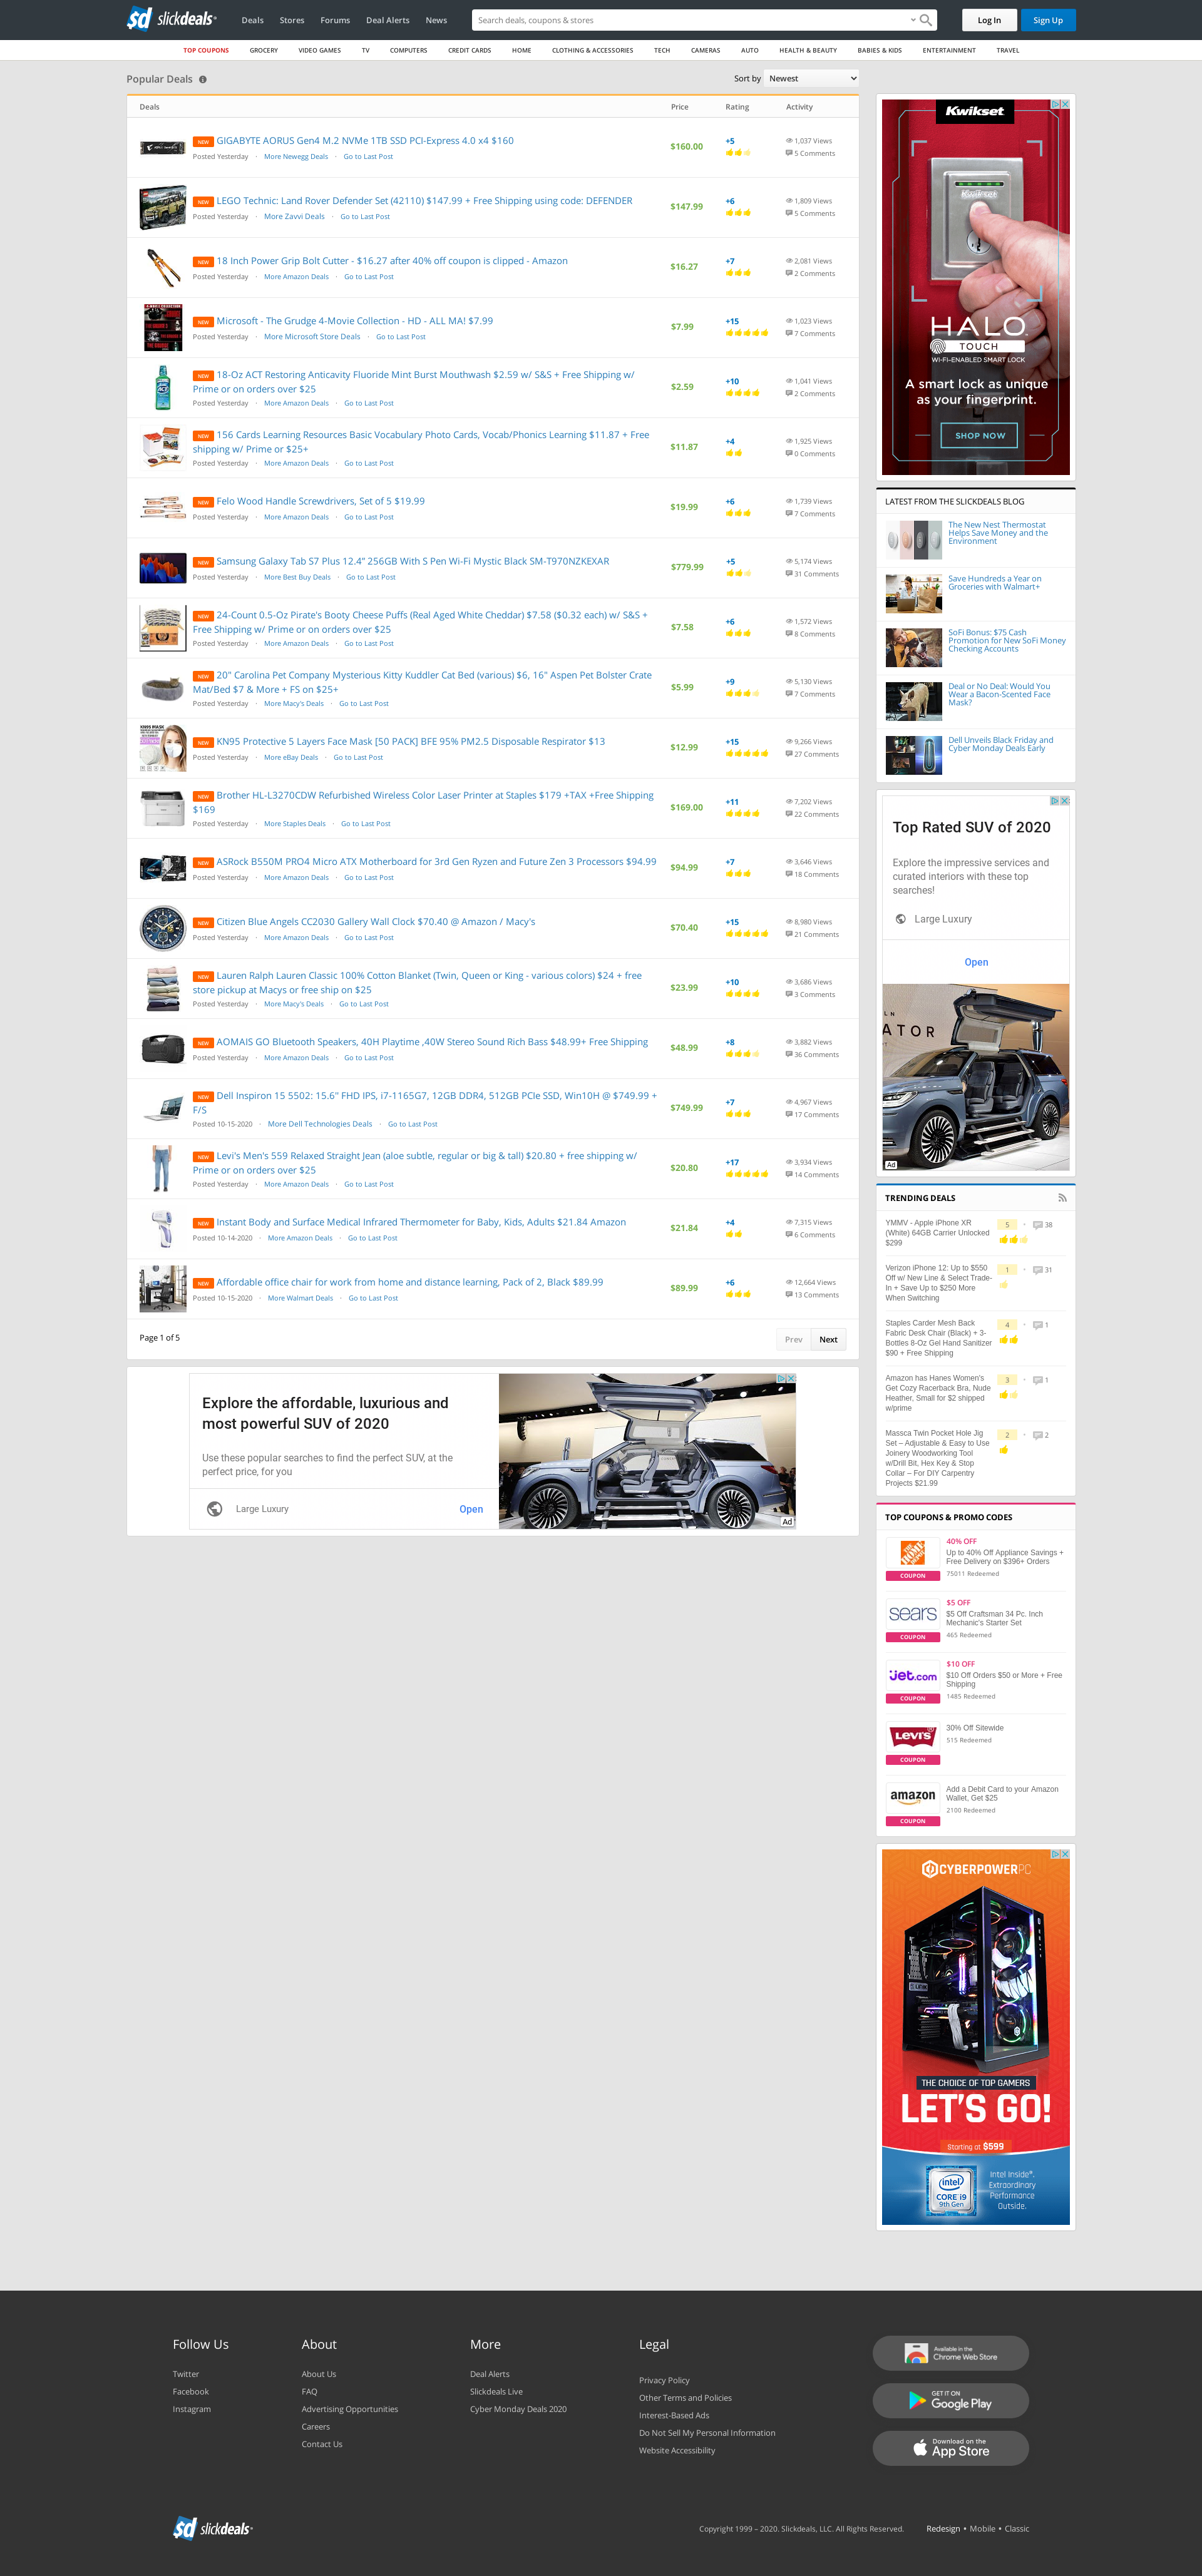 slickdeals
Deals Stores Forums Deal Alerts News
Search deals, coupons & stores
Log In
Sign Up
TOP COUPONS GROCERY VIDEO GAMES TV COMPUTERS CREDIT CARDS HOME CLOTHING & ACCESSORIES TECH CAMERAS AUTO HEALTH & BEAUTY BABIES & KIDS ENTERTAINMENT TRAVEL
Popular Deals
Sort by Newest
Deals Price Rating Activity
NEW GIGABYTE AORUS Gen4 M.2 NVMe 1TB SSD PCI-Express 4.0 x4 $160
Posted Yesterday · More Newegg Deals · Go to Last Post
$160.00
+5
1,037 Views
5 Comments
NEW LEGO Technic: Land Rover Defender Set (42110) $147.99 + Free Shipping using code: DEFENDER
Posted Yesterday · More Zavvi Deals · Go to Last Post
$147.99
+6
1,809 Views
5 Comments
NEW 18 Inch Power Grip Bolt Cutter - $16.27 after 40% off coupon is clipped - Amazon
Posted Yesterday · More Amazon Deals · Go to Last Post
$16.27
+7
2,081 Views
2 Comments
NEW Microsoft - The Grudge 4-Movie Collection - HD - ALL MA! $7.99
Posted Yesterday · More Microsoft Store Deals · Go to Last Post
$7.99
+15
1,023 Views
7 Comments
NEW 18-Oz ACT Restoring Anticavity Fluoride Mint Burst Mouthwash $2.59 w/ S&S + Free Shipping w/
Prime or on orders over $25
Posted Yesterday · More Amazon Deals · Go to Last Post
$2.59
+10
1,041 Views
2 Comments
NEW 156 Cards Learning Resources Basic Vocabulary Photo Cards, Vocab/Phonics Learning $11.87 + Free
shipping w/ Prime or $25+
Posted Yesterday · More Amazon Deals · Go to Last Post
$11.87
+4
1,925 Views
0 Comments
NEW Felo Wood Handle Screwdrivers, Set of 5 $19.99
Posted Yesterday · More Amazon Deals · Go to Last Post
$19.99
+6
1,739 Views
7 Comments
NEW Samsung Galaxy Tab S7 Plus 12.4” 256GB With S Pen Wi-Fi Mystic Black SM-T970NZKEXAR
Posted Yesterday · More Best Buy Deals · Go to Last Post
$779.99
+5
5,174 Views
31 Comments
NEW 24-Count 0.5-Oz Pirate's Booty Cheese Puffs (Real Aged White Cheddar) $7.58 ($0.32 each) w/ S&S +
Free Shipping w/ Prime or on orders over $25
Posted Yesterday · More Amazon Deals · Go to Last Post
$7.58
+6
1,572 Views
8 Comments
NEW 20" Carolina Pet Company Mysterious Kitty Kuddler Cat Bed (various) $6, 16" Aspen Pet Bolster Crate
Mat/Bed $7 & More + FS on $25+
Posted Yesterday · More Macy's Deals · Go to Last Post
$5.99
+9
5,130 Views
7 Comments
KN95 MASK
NEW KN95 Protective 5 Layers Face Mask [50 PACK] BFE 95% PM2.5 Disposable Respirator $13
Posted Yesterday · More eBay Deals · Go to Last Post
$12.99
+15
9,266 Views
27 Comments
NEW Brother HL-L3270CDW Refurbished Wireless Color Laser Printer at Staples $179 +TAX +Free Shipping
$169
Posted Yesterday · More Staples Deals · Go to Last Post
$169.00
+11
7,202 Views
22 Comments
NEW ASRock B550M PRO4 Micro ATX Motherboard for 3rd Gen Ryzen and Future Zen 3 Processors $94.99
Posted Yesterday · More Amazon Deals · Go to Last Post
$94.99
+7
3,646 Views
18 Comments
NEW Citizen Blue Angels CC2030 Gallery Wall Clock $70.40 @ Amazon / Macy's
Posted Yesterday · More Amazon Deals · Go to Last Post
$70.40
+15
8,980 Views
21 Comments
NEW Lauren Ralph Lauren Classic 100% Cotton Blanket (Twin, Queen or King - various colors) $24 + free
store pickup at Macys or free ship on $25
Posted Yesterday · More Macy's Deals · Go to Last Post
$23.99
+10
3,686 Views
3 Comments
NEW AOMAIS GO Bluetooth Speakers, 40H Playtime ,40W Stereo Sound Rich Bass $48.99+ Free Shipping
Posted Yesterday · More Amazon Deals · Go to Last Post
$48.99
+8
3,882 Views
36 Comments
NEW Dell Inspiron 15 5502: 15.6" FHD IPS, i7-1165G7, 12GB DDR4, 512GB PCIe SSD, Win10H @ $749.99 +
F/S
Posted 10-15-2020 · More Dell Technologies Deals · Go to Last Post
$749.99
+7
4,967 Views
17 Comments
NEW Levi's Men's 559 Relaxed Straight Jean (aloe subtle, regular or big & tall) $20.80 + free shipping w/
Prime or on orders over $25
Posted Yesterday · More Amazon Deals · Go to Last Post
$20.80
+17
3,934 Views
14 Comments
NEW Instant Body and Surface Medical Infrared Thermometer for Baby, Kids, Adults $21.84 Amazon
Posted 10-14-2020 · More Amazon Deals · Go to Last Post
$21.84
+4
7,315 Views
6 Comments
NEW Affordable office chair for work from home and distance learning, Pack of 2, Black $89.99
Posted 10-15-2020 · More Walmart Deals · Go to Last Post
$89.99
+6
12,664 Views
13 Comments
Page 1 of 5
Prev Next
Explore the affordable, luxurious and
most powerful SUV of 2020
Use these popular searches to find the perfect SUV, at the
perfect price, for you
Large Luxury
Open
Ad
Kwikset
HALO
TOUCH
WI-FI-ENABLED SMART LOCK
A smart lock as unique
as your fingerprint.
SHOP NOW
LATEST FROM THE SLICKDEALS BLOG
The New Nest Thermostat
Helps Save Money and the
Environment
Save Hundreds a Year on
Groceries with Walmart+
SoFi Bonus: $75 Cash
Promotion for New SoFi Money
Checking Accounts
Deal or No Deal: Would You
Wear a Bacon-Scented Face
Mask?
Dell Unveils Black Friday and
Cyber Monday Deals Early
Top Rated SUV of 2020
Explore the impressive services and
curated interiors with these top
searches!
Large Luxury
Open
Ad
TRENDING DEALS
YMMV - Apple iPhone XR
(White) 64GB Carrier Unlocked
$299
5 38
Verizon iPhone 12: Up to $550
Off w/ New Line & Select Trade-
In + Save Up to $250 More
When Switching
1 31
Staples Carder Mesh Back
Fabric Desk Chair (Black) + 3-
Bottles 8-Oz Gel Hand Sanitizer
$90 + Free Shipping
4 1
Amazon has Hanes Women's
Get Cozy Racerback Bra, Nude
Heather, Small for $2 shipped
w/prime
3 1
Massca Twin Pocket Hole Jig
Set – Adjustable & Easy to Use
Joinery Woodworking Tool
w/Drill Bit, Hex Key & Stop
Collar – For DIY Carpentry
Projects $21.99
2 2
TOP COUPONS & PROMO CODES
COUPON
40% OFF
Up to 40% Off Appliance Savings +
Free Delivery on $396+ Orders
75011 Redeemed
sears
COUPON
$5 OFF
$5 Off Craftsman 34 Pc. Inch
Mechanic's Starter Set
465 Redeemed
jet.com
COUPON
$10 OFF
$10 Off Orders $50 or More + Free
Shipping
1485 Redeemed
LEVI'S
COUPON
30% Off Sitewide
515 Redeemed
amazon
COUPON
Add a Debit Card to your Amazon
Wallet, Get $25
2100 Redeemed
CYBERPOWERPC
THE CHOICE OF TOP GAMERS
LET'S GO!
Starting at $599
intel
CORE i9
9th Gen
Intel Inside®.
Extraordinary
Performance
Outside.
Follow Us
Twitter
Facebook
Instagram
About
About Us
FAQ
Advertising Opportunities
Careers
Contact Us
More
Deal Alerts
Slickdeals Live
Cyber Monday Deals 2020
Legal
Privacy Policy
Other Terms and Policies
Interest-Based Ads
Do Not Sell My Personal Information
Website Accessibility
Available in the
Chrome Web Store
GET IT ON
Google Play
Download on the
App Store
slickdeals
Copyright 1999 – 2020. Slickdeals, LLC. All Rights Reserved.
Redesign • Mobile • Classic